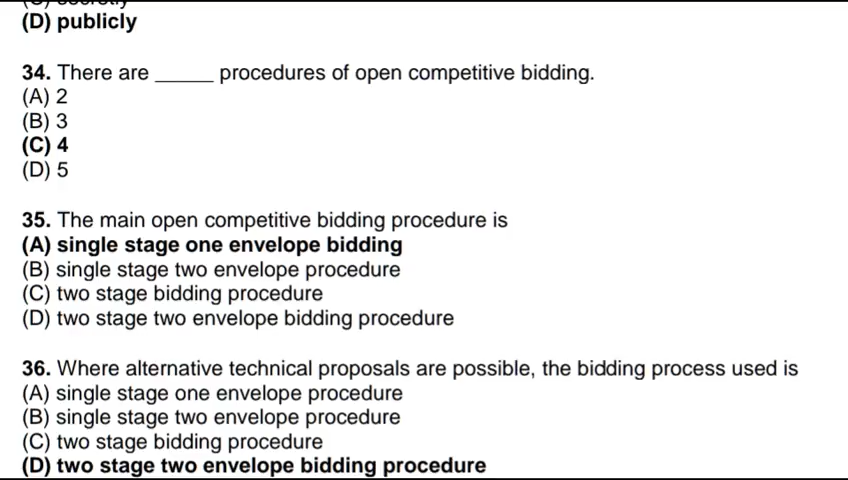 (D) publicly
34. There are _____ procedures of open competitive bidding.
(A) 2
(B) 3
(C) 4
(D) 5
35. The main open competitive bidding procedure is
(A) single stage one envelope bidding
(B) single stage two envelope procedure
(C) two stage bidding procedure
(D) two stage two envelope bidding procedure
36. Where alternative technical proposals are possible, the bidding process used is
(A) single stage one envelope procedure
(B) single stage two envelope procedure
(C) two stage bidding procedure
(D) two stage two envelope bidding procedure